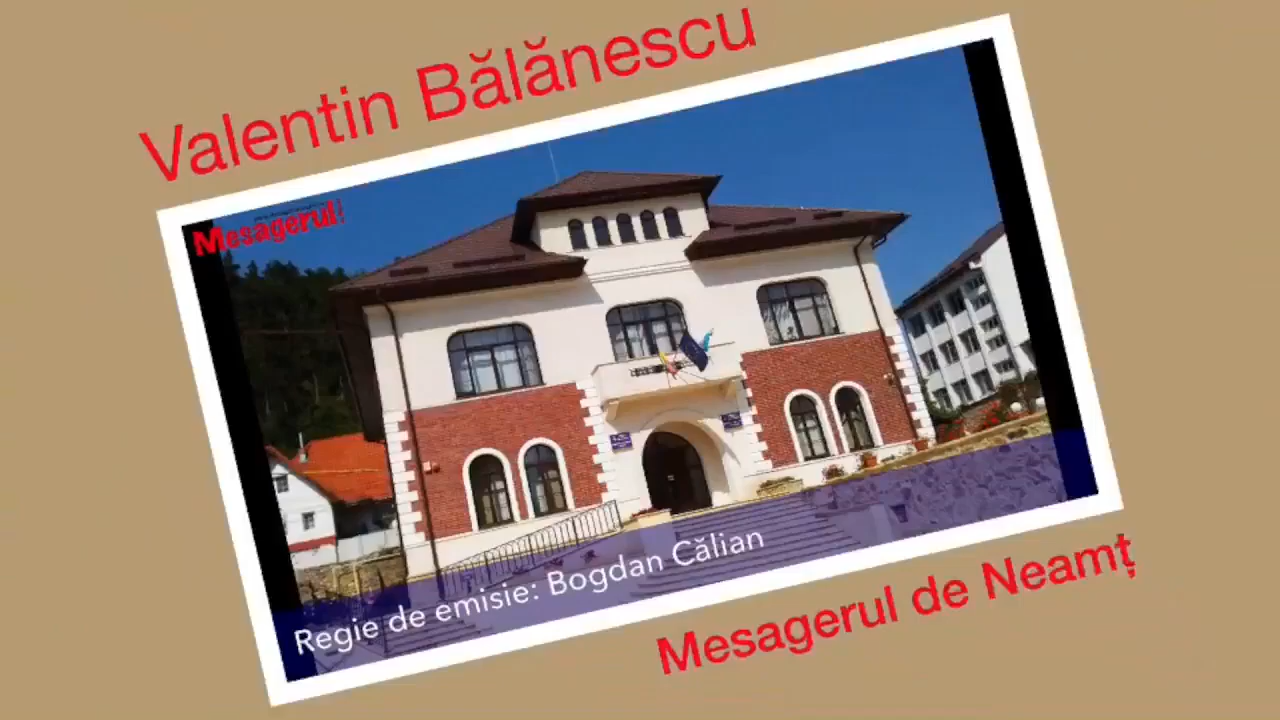 Valentin Bălănescu
Mesagerul!
Regie de emisie: Bogdan Călian
Mesagerul de Neamț